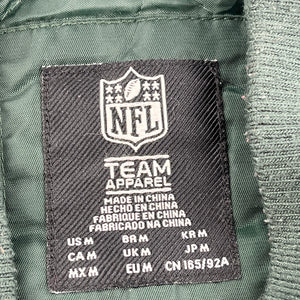 NFL
TEAM
APPAREL
MADE IN CHINA
HECHO EN CHINA
FABRIQUÉ EN CHINE
FABRICADO NA CHINA
US M BR M KR M
CA M UK M JP M
MX M EU M CN 165/92A